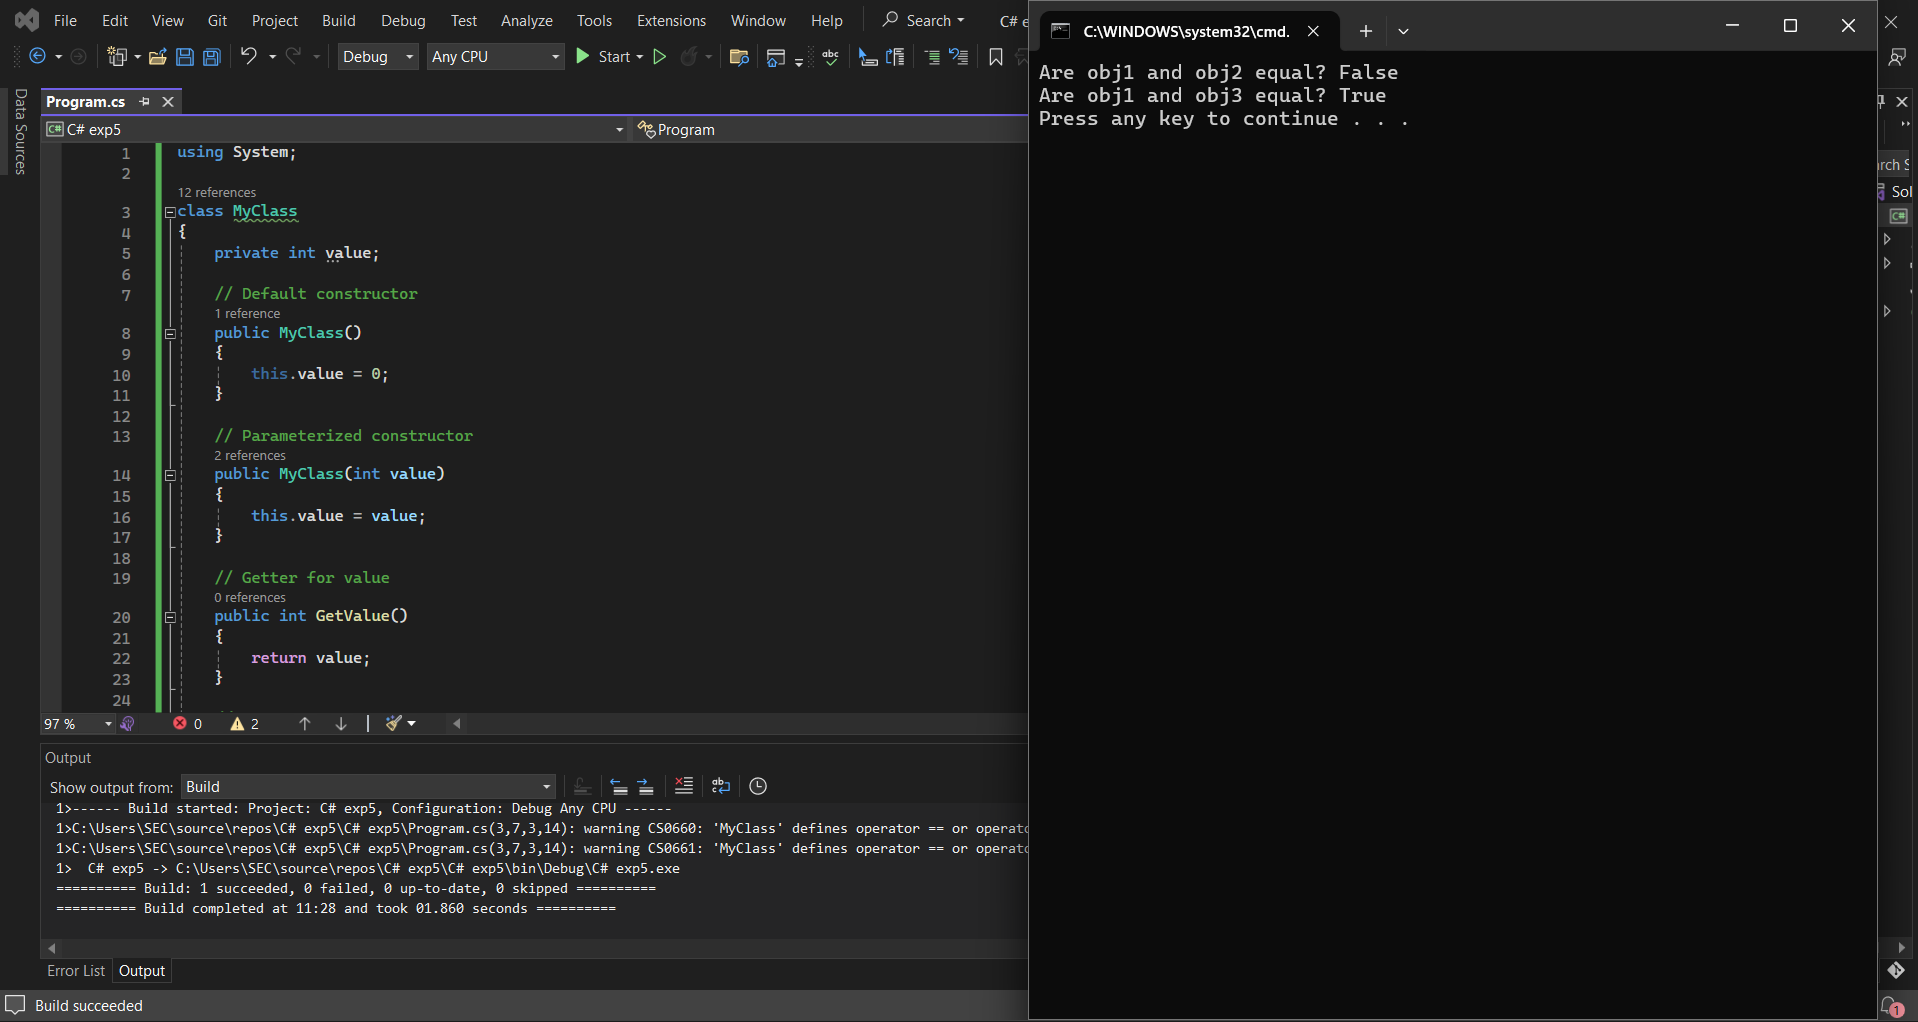 File Edit View Git Project Build Debug Test Analyze Tools Extensions Window Help Search C# e
Debug Any CPU Start
Data Sources
Program.cs
C# exp5 Program
1 using System;
2
12 references
3 class MyClass
4 {
5 private int value;
6
7 // Default constructor
1 reference
8 public MyClass()
9 {
10 this.value = 0;
11 }
12
13 // Parameterized constructor
2 references
14 public MyClass(int value)
15 {
16 this.value = value;
17 }
18
19 // Getter for value
0 references
20 public int GetValue()
21 {
22 return value;
23 }
24
97 % 0 2
Output
Show output from: Build
1>------ Build started: Project: C# exp5, Configuration: Debug Any CPU ------
1>C:\Users\SEC\source\repos\C# exp5\C# exp5\Program.cs(3,7,3,14): warning CS0660: 'MyClass' defines operator == or operato
1>C:\Users\SEC\source\repos\C# exp5\C# exp5\Program.cs(3,7,3,14): warning CS0661: 'MyClass' defines operator == or operato
1>  C# exp5 -> C:\Users\SEC\source\repos\C# exp5\C# exp5\bin\Debug\C# exp5.exe
========== Build: 1 succeeded, 0 failed, 0 up-to-date, 0 skipped ==========
========== Build completed at 11:28 and took 01.860 seconds ==========
Error List Output
Build succeeded
C:\WINDOWS\system32\cmd.
Are obj1 and obj2 equal? False
Are obj1 and obj3 equal? True
Press any key to continue . . .
rch S
Sol
C#
1